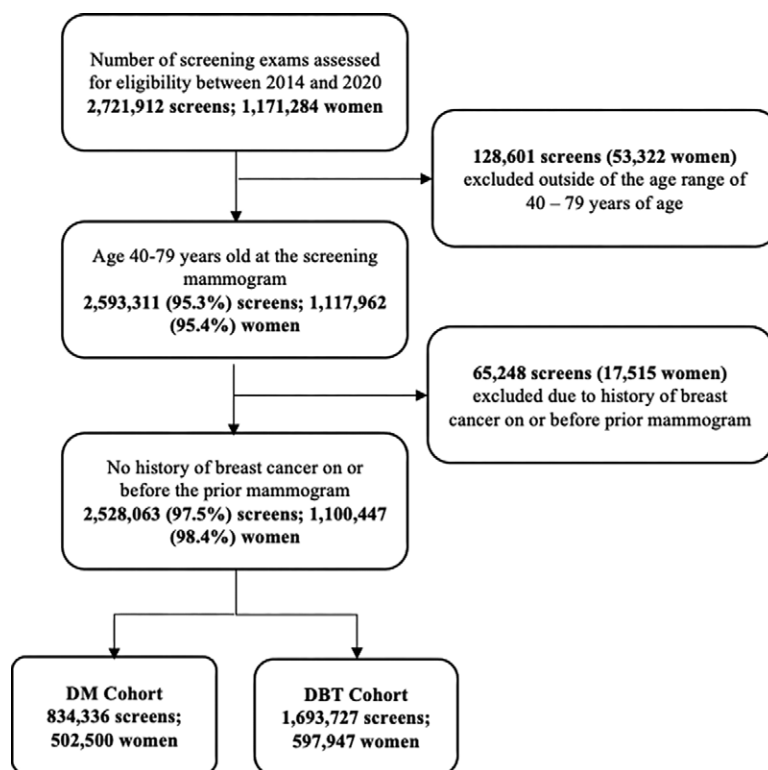 Number of screening exams assessed
for eligibility between 2014 and 2020
2,721,912 screens; 1,171,284 women
128,601 screens (53,322 women)
excluded outside of the age range of
40 – 79 years of age
Age 40-79 years old at the screening
mammogram
2,593,311 (95.3%) screens; 1,117,962
(95.4%) women
65,248 screens (17,515 women)
excluded due to history of breast
cancer on or before prior mammogram
No history of breast cancer on or
before the prior mammogram
2,528,063 (97.5%) screens; 1,100,447
(98.4%) women
DM Cohort
834,336 screens;
502,500 women
DBT Cohort
1,693,727 screens;
597,947 women